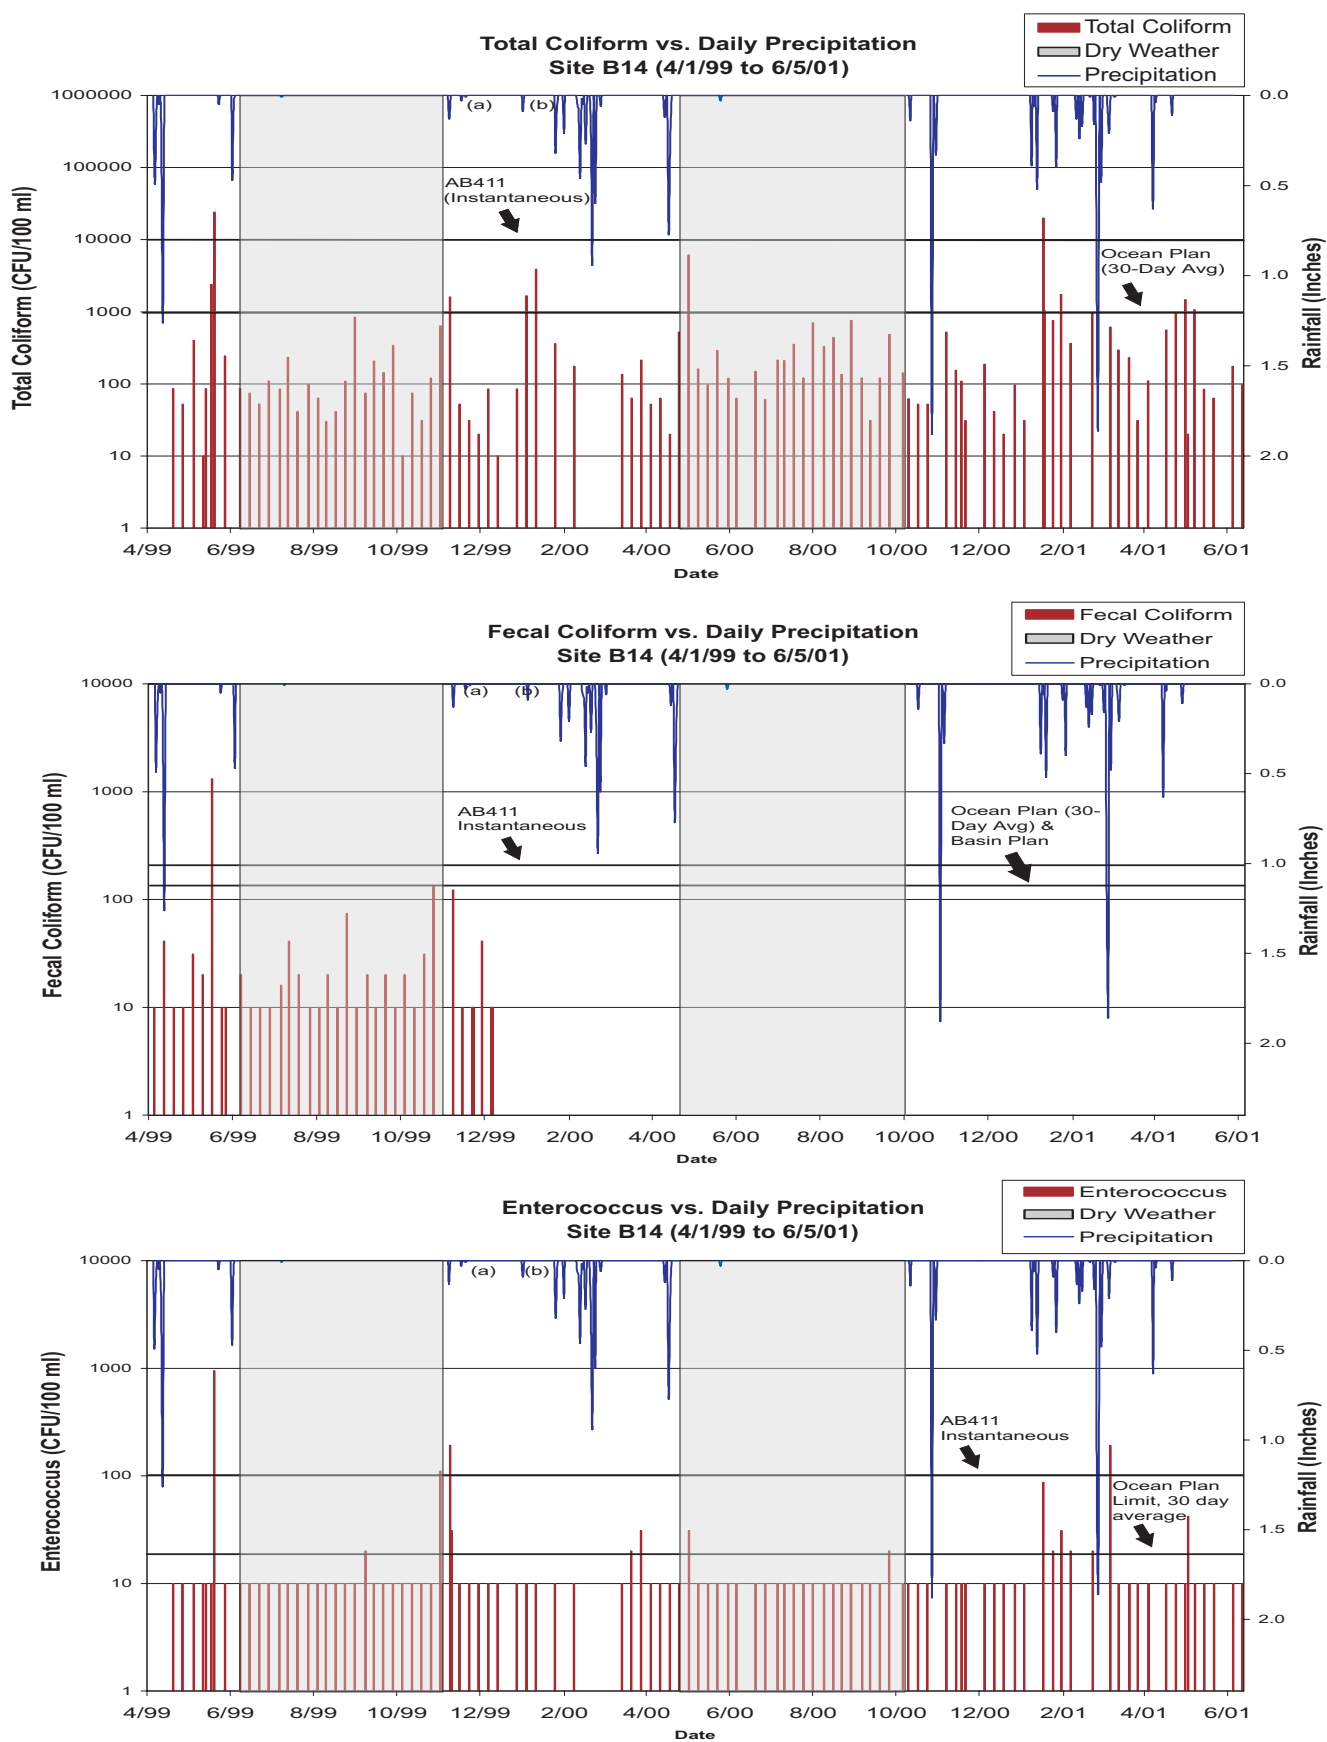 Total Coliform vs. Daily Precipitation
Site B14 (4/1/99 to 6/5/01)
Total Coliform
Dry Weather
Precipitation
Total Coliform (CFU/100 ml)
1000000
100000
10000
1000
100
10
1
(a)
(b)
AB411
(Instantaneous)
Ocean Plan
(30-Day Avg)
0.0
0.5
1.0
1.5
2.0
Rainfall (Inches)
4/99 6/99 8/99 10/99 12/99 2/00 4/00 6/00 8/00 10/00 12/00 2/01 4/01 6/01
Date
Fecal Coliform vs. Daily Precipitation
Site B14 (4/1/99 to 6/5/01)
Fecal Coliform
Dry Weather
Precipitation
Fecal Coliform (CFU/100 ml)
10000
1000
100
10
1
(a)
(b)
AB411
Instantaneous
Ocean Plan (30-
Day Avg) &
Basin Plan
0.0
0.5
1.0
1.5
2.0
Rainfall (Inches)
4/99 6/99 8/99 10/99 12/99 2/00 4/00 6/00 8/00 10/00 12/00 2/01 4/01 6/01
Date
Enterococcus vs. Daily Precipitation
Site B14 (4/1/99 to 6/5/01)
Enterococcus
Dry Weather
Precipitation
Enterococcus (CFU/100 ml)
10000
1000
100
10
1
(a)
(b)
AB411
Instantaneous
Ocean Plan
Limit, 30 day
average
0.0
0.5
1.0
1.5
2.0
Rainfall (Inches)
4/99 6/99 8/99 10/99 12/99 2/00 4/00 6/00 8/00 10/00 12/00 2/01 4/01 6/01
Date